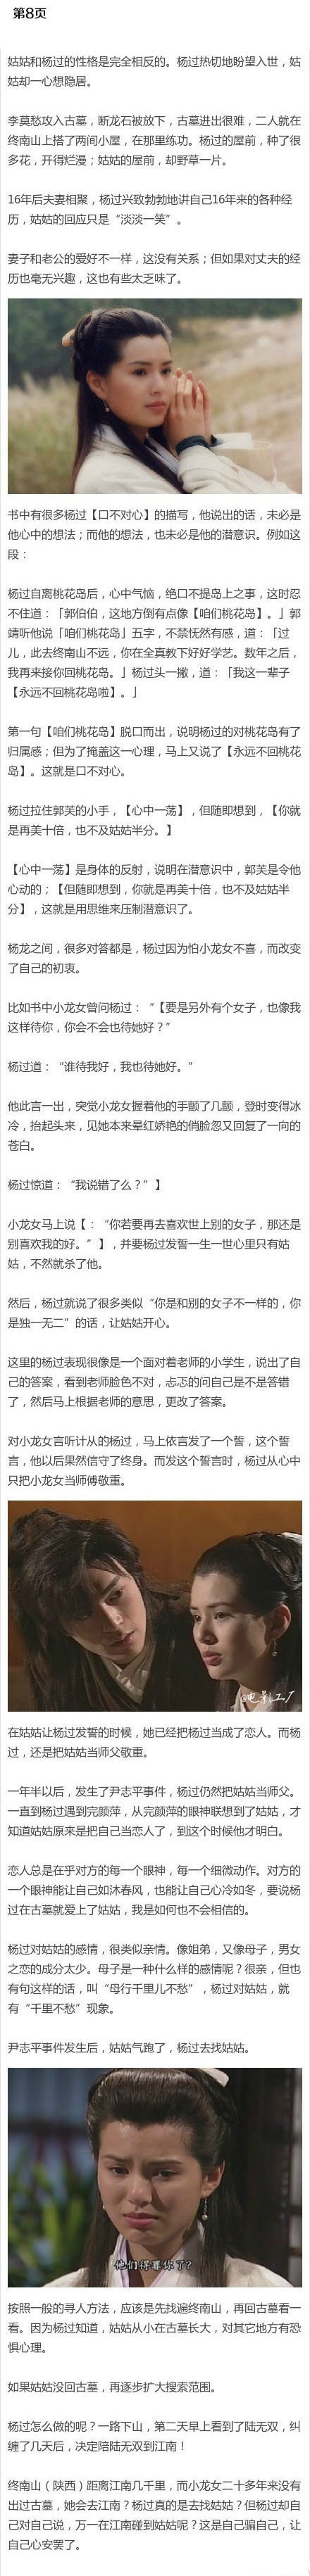 第8页
姑姑和杨过的性格是完全相反的。杨过热切地盼望入世，姑
姑却一心想隐居。
李莫愁攻入古墓，断龙石被放下，古墓进出很难，二人就在
终南山上搭了两间小屋，在那里练功。杨过的屋前，种了很
多花，开得烂漫；姑姑的屋前，却野草一片。
16年后夫妻相聚，杨过兴致勃勃地讲自己16年来的各种经
历，姑姑的回应只是“淡淡一笑”。
妻子和老公的爱好不一样，这没有关系；但如果对丈夫的经
历也毫无兴趣，这也有些太乏味了。
书中有很多杨过【口不对心】的描写，他说出的话，未必是
他心中的想法；而他的想法，也未必是他的潜意识。例如这
段：
杨过自离桃花岛后，心中气恼，绝口不提岛上之事，这时忍
不住道：「郭伯伯，这地方倒有点像【咱们桃花岛】。」郭
靖听他说「咱们桃花岛」五字，不禁怃然有感，道：「过
儿，此去终南山不远，你在全真教下好好学艺。数年之后，
我再来接你回桃花岛。」杨过头一撇，道：「我这一辈子
【永远不回桃花岛啦】。」
第一句【咱们桃花岛】脱口而出，说明杨过的对桃花岛有了
归属感；但为了掩盖这一心理，马上又说了【永远不回桃花
岛】。这就是口不对心。
杨过拉住郭芙的小手，【心中一荡】，但随即想到，【你就
是再美十倍，也不及姑姑半分。】
【心中一荡】是身体的反射，说明在潜意识中，郭芙是令他
心动的；【但随即想到，你就是再美十倍，也不及姑姑半
分】，这就是用思维来压制潜意识了。
杨龙之间，很多对答都是，杨过因为怕小龙女不喜，而改变
了自己的初衷。
比如书中小龙女曾问杨过：“【要是另外有个女子，也像我
这样待你，你会不会也待她好？”
杨过道：“谁待我好，我也待她好。”
他此言一出，突觉小龙女握着他的手颤了几颤，登时变得冰
冷，抬起头来，见她本来晕红娇艳的俏脸忽又回复了一向的
苍白。
杨过惊道：“我说错了么？”】
小龙女马上说【：“你若要再去喜欢世上别的女子，那还是
别喜欢我的好。”】，并要杨过发誓一生一世心里只有姑
姑，不然就杀了他。
然后，杨过就说了很多类似“你是和别的女子不一样的，你
是独一无二”的话，让姑姑开心。
这里的杨过表现很像是一个面对着老师的小学生，说出了自
己的答案，看到老师脸色不对，忐忑的问自己是不是答错
了，然后马上根据老师的意思，更改了答案。
对小龙女言听计从的杨过，马上依言发了一个誓，这个誓
言，他以后果然信守了终身。而发这个誓言时，杨过从心中
只把小龙女当师傅敬重。
@电影工厂
在姑姑让杨过发誓的时候，她已经把杨过当成了恋人。而杨
过，还是把姑姑当师父敬重。
一年半以后，发生了尹志平事件，杨过仍然把姑姑当师父。
一直到杨过遇到完颜萍，从完颜萍的眼神联想到了姑姑，才
知道姑姑原来是把自己当恋人了，到这个时候他才明白。
恋人总是在乎对方的每一个眼神，每一个细微动作。对方的
一个眼神能让自己如沐春风，也能让自己心冷如冬，要说杨
过在古墓就爱上了姑姑，我是如何也不会相信的。
杨过对姑姑的感情，很类似亲情。像姐弟，又像母子，男女
之恋的成分太少。母子是一种什么样的感情呢？很亲，但也
有句这样的话，叫“母行千里儿不愁”，杨过对姑姑，就
有“千里不愁”现象。
尹志平事件发生后，姑姑气跑了，杨过去找姑姑。
他们得罪你了？
按照一般的寻人方法，应该是先找遍终南山，再回古墓看一
看。因为杨过知道，姑姑从小在古墓长大，对其它地方有恐
惧心理。
如果姑姑没回古墓，再逐步扩大搜索范围。
杨过怎么做的呢？一路下山，第二天早上看到了陆无双，纠
缠了几天后，决定陪陆无双到江南！
终南山（陕西）距离江南几千里，而小龙女二十多年来没有
出过古墓，她会去江南？杨过真的是去找姑姑？但杨过却自
己对自己说，万一在江南碰到姑姑呢？这是自己骗自己，让
自己心安罢了。